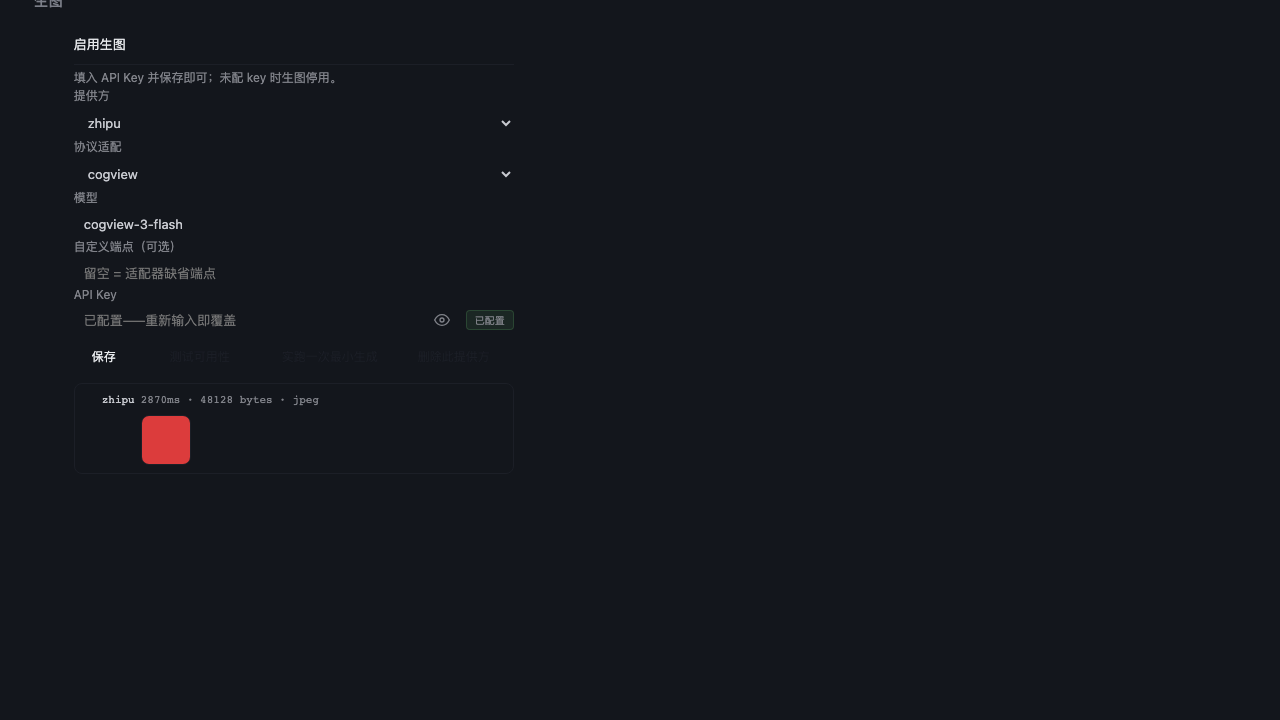 生图
启用生图
填入 API Key 并保存即可；未配 key 时生图停用。
提供方
zhipu
协议适配
cogview
模型
cogview-3-flash
自定义端点（可选）
留空 = 适配器缺省端点
API Key
已配置——重新输入即覆盖 已配置
保存
zhipu 2870ms · 48128 bytes · jpeg